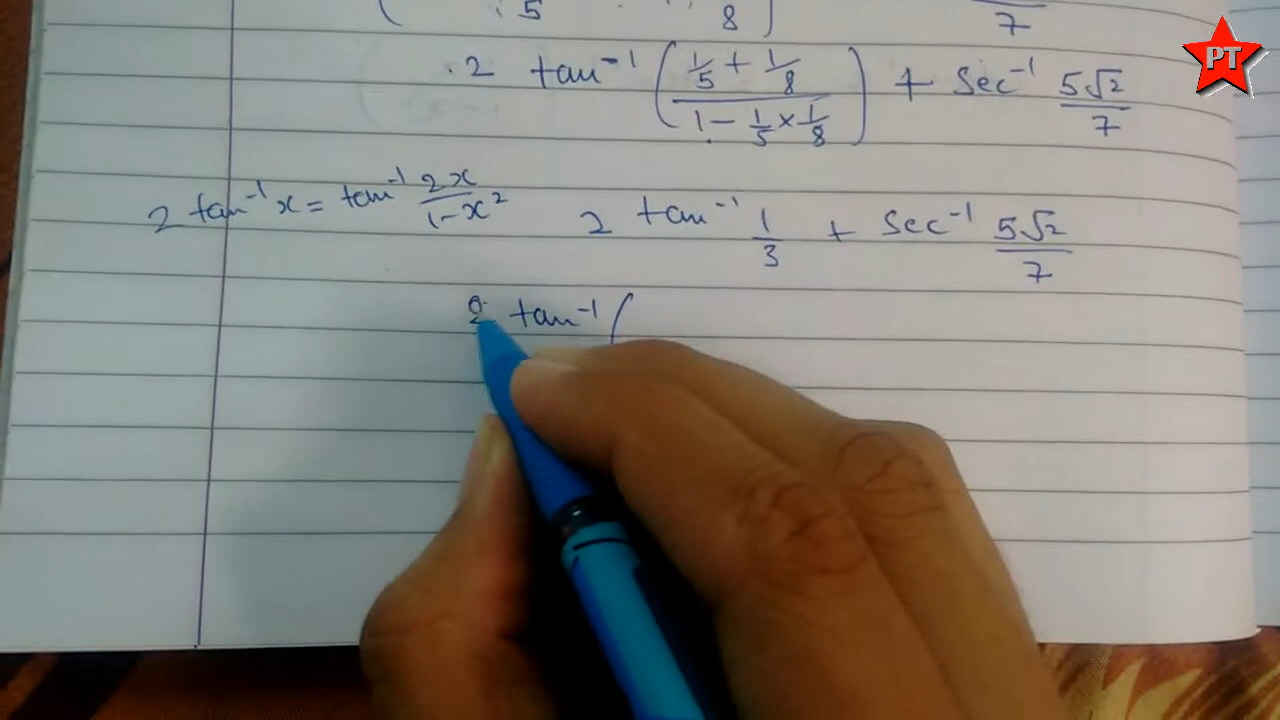 ( 5 8 ) 7
. 2 tan⁻¹ ( (1/5 + 1/8) / (1 - 1/5 × 1/8) ) + Sec⁻¹ 5√2/7
2 tan⁻¹ x = tan⁻¹ 2x/(1-x²) 2 tan⁻¹ 1/3 + Sec⁻¹ 5√2/7
2 tan⁻¹ (
PT